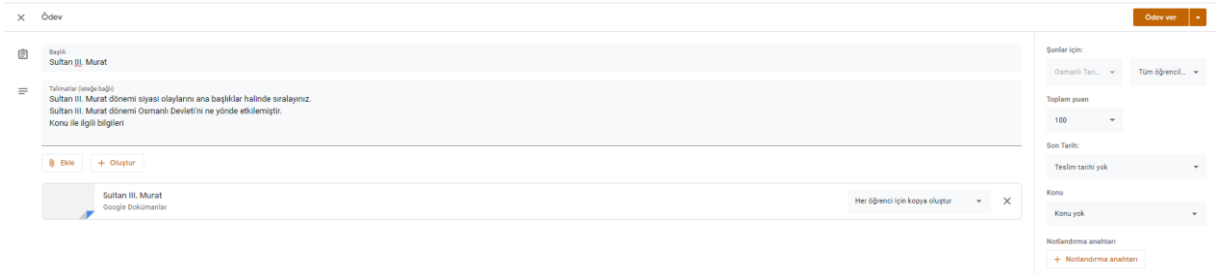 Ödev
Ödev ver
Başlık
Sultan III. Murat
Talimatlar (isteğe bağlı)
Sultan III. Murat dönemi siyasi olaylarını ana başlıklar halinde sıralayınız.
Sultan III. Murat dönemi Osmanlı Devleti'ni ne yönde etkilemiştir.
Konu ile ilgili bilgileri
Ekle
+ Oluştur
Sultan III. Murat
Google Dokümanlar
Her öğrenci için kopya oluştur
Şunlar için:
Osmanlı Tari...
Tüm öğrencil...
Toplam puan
100
Son Tarih:
Teslim tarihi yok
Konu
Konu yok
Notlandırma anahtarı
+ Notlandırma anahtarı